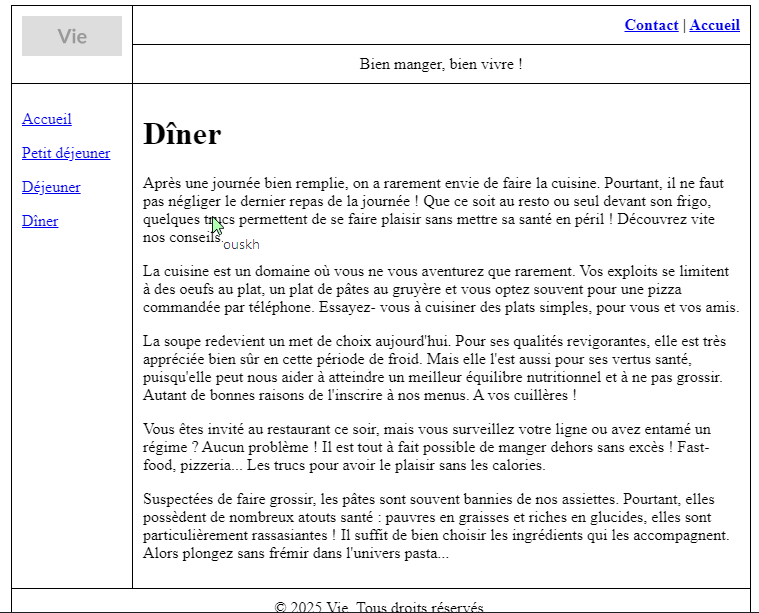 Vie
Contact | Accueil
Bien manger, bien vivre !
Accueil
Petit déjeuner
Déjeuner
Dîner
Dîner
Après une journée bien remplie, on a rarement envie de faire la cuisine. Pourtant, il ne faut
pas négliger le dernier repas de la journée ! Que ce soit au resto ou seul devant son frigo,
quelques trucs permettent de se faire plaisir sans mettre sa santé en péril ! Découvrez vite
nos conseils.
ouskh
La cuisine est un domaine où vous ne vous aventurez que rarement. Vos exploits se limitent
à des oeufs au plat, un plat de pâtes au gruyère et vous optez souvent pour une pizza
commandée par téléphone. Essayez- vous à cuisiner des plats simples, pour vous et vos amis.
La soupe redevient un met de choix aujourd'hui. Pour ses qualités revigorantes, elle est très
appréciée bien sûr en cette période de froid. Mais elle l'est aussi pour ses vertus santé,
puisqu'elle peut nous aider à atteindre un meilleur équilibre nutritionnel et à ne pas grossir.
Autant de bonnes raisons de l'inscrire à nos menus. A vos cuillères !
Vous êtes invité au restaurant ce soir, mais vous surveillez votre ligne ou avez entamé un
régime ? Aucun problème ! Il est tout à fait possible de manger dehors sans excès ! Fast-
food, pizzeria... Les trucs pour avoir le plaisir sans les calories.
Suspectées de faire grossir, les pâtes sont souvent bannies de nos assiettes. Pourtant, elles
possèdent de nombreux atouts santé : pauvres en graisses et riches en glucides, elles sont
particulièrement rassasiantes ! Il suffit de bien choisir les ingrédients qui les accompagnent.
Alors plongez sans frémir dans l'univers pasta...
© 2025 Vie. Tous droits réservés